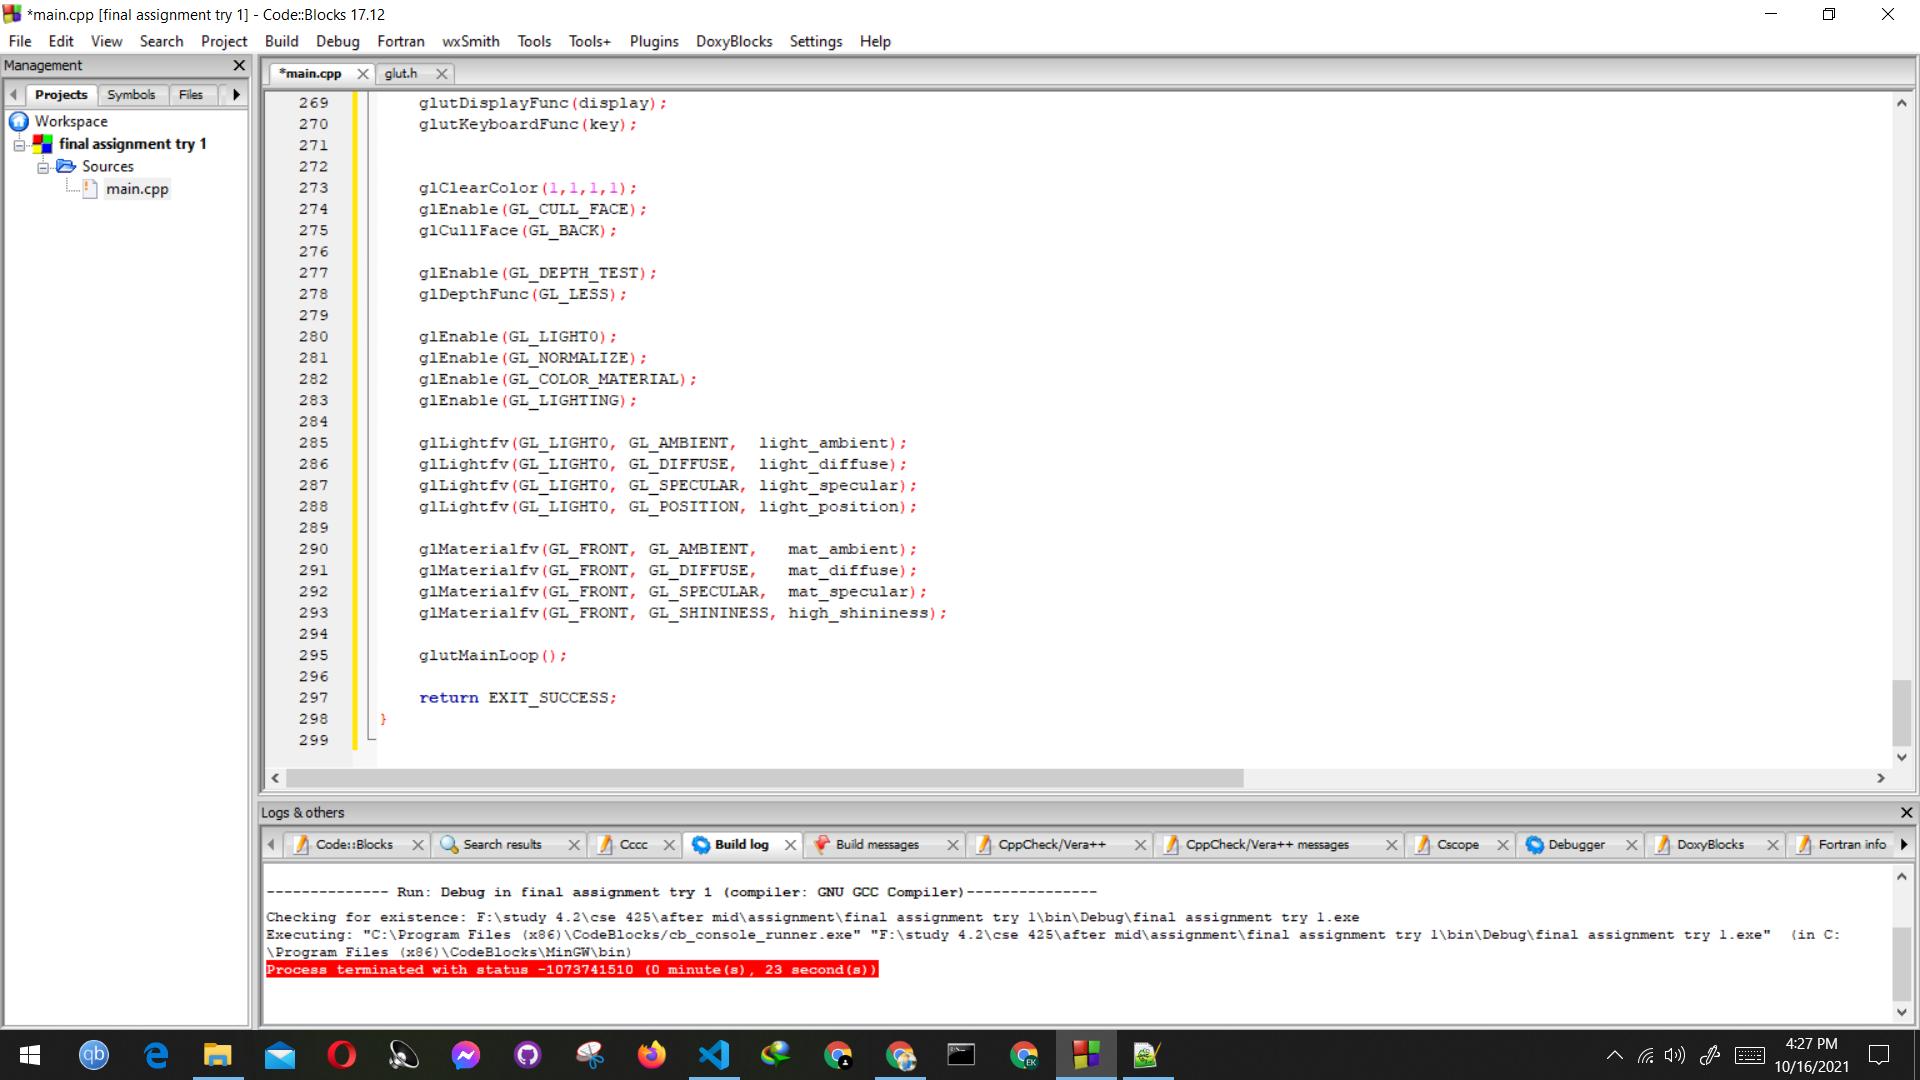 *main.cpp [final assignment try 1] - Code::Blocks 17.12
File Edit View Search Project Build Debug Fortran wxSmith Tools Tools+ Plugins DoxyBlocks Settings Help
Management
*main.cpp glut.h
Projects Symbols Files
Workspace
final assignment try 1
Sources
main.cpp
269 glutDisplayFunc(display);
270 glutKeyboardFunc(key);
271
272
273 glClearColor(1,1,1,1);
274 glEnable(GL_CULL_FACE);
275 glCullFace(GL_BACK);
276
277 glEnable(GL_DEPTH_TEST);
278 glDepthFunc(GL_LESS);
279
280 glEnable(GL_LIGHT0);
281 glEnable(GL_NORMALIZE);
282 glEnable(GL_COLOR_MATERIAL);
283 glEnable(GL_LIGHTING);
284
285 glLightfv(GL_LIGHT0, GL_AMBIENT, light_ambient);
286 glLightfv(GL_LIGHT0, GL_DIFFUSE, light_diffuse);
287 glLightfv(GL_LIGHT0, GL_SPECULAR, light_specular);
288 glLightfv(GL_LIGHT0, GL_POSITION, light_position);
289
290 glMaterialfv(GL_FRONT, GL_AMBIENT, mat_ambient);
291 glMaterialfv(GL_FRONT, GL_DIFFUSE, mat_diffuse);
292 glMaterialfv(GL_FRONT, GL_SPECULAR, mat_specular);
293 glMaterialfv(GL_FRONT, GL_SHININESS, high_shininess);
294
295 glutMainLoop();
296
297 return EXIT_SUCCESS;
298 }
299
Logs & others
Code::Blocks Search results Cccc Build log Build messages CppCheck/Vera++ CppCheck/Vera++ messages Cscope Debugger DoxyBlocks Fortran info
-------------- Run: Debug in final assignment try 1 (compiler: GNU GCC Compiler)---------------
Checking for existence: F:\study 4.2\cse 425\after mid\assignment\final assignment try 1\bin\Debug\final assignment try 1.exe
Executing: "C:\Program Files (x86)\CodeBlocks/cb_console_runner.exe" "F:\study 4.2\cse 425\after mid\assignment\final assignment try 1\bin\Debug\final assignment try 1.exe" (in C:
\Program Files (x86)\CodeBlocks\MinGW\bin)
Process terminated with status -1073741510 (0 minute(s), 23 second(s))
qb
EK
4:27 PM
10/16/2021